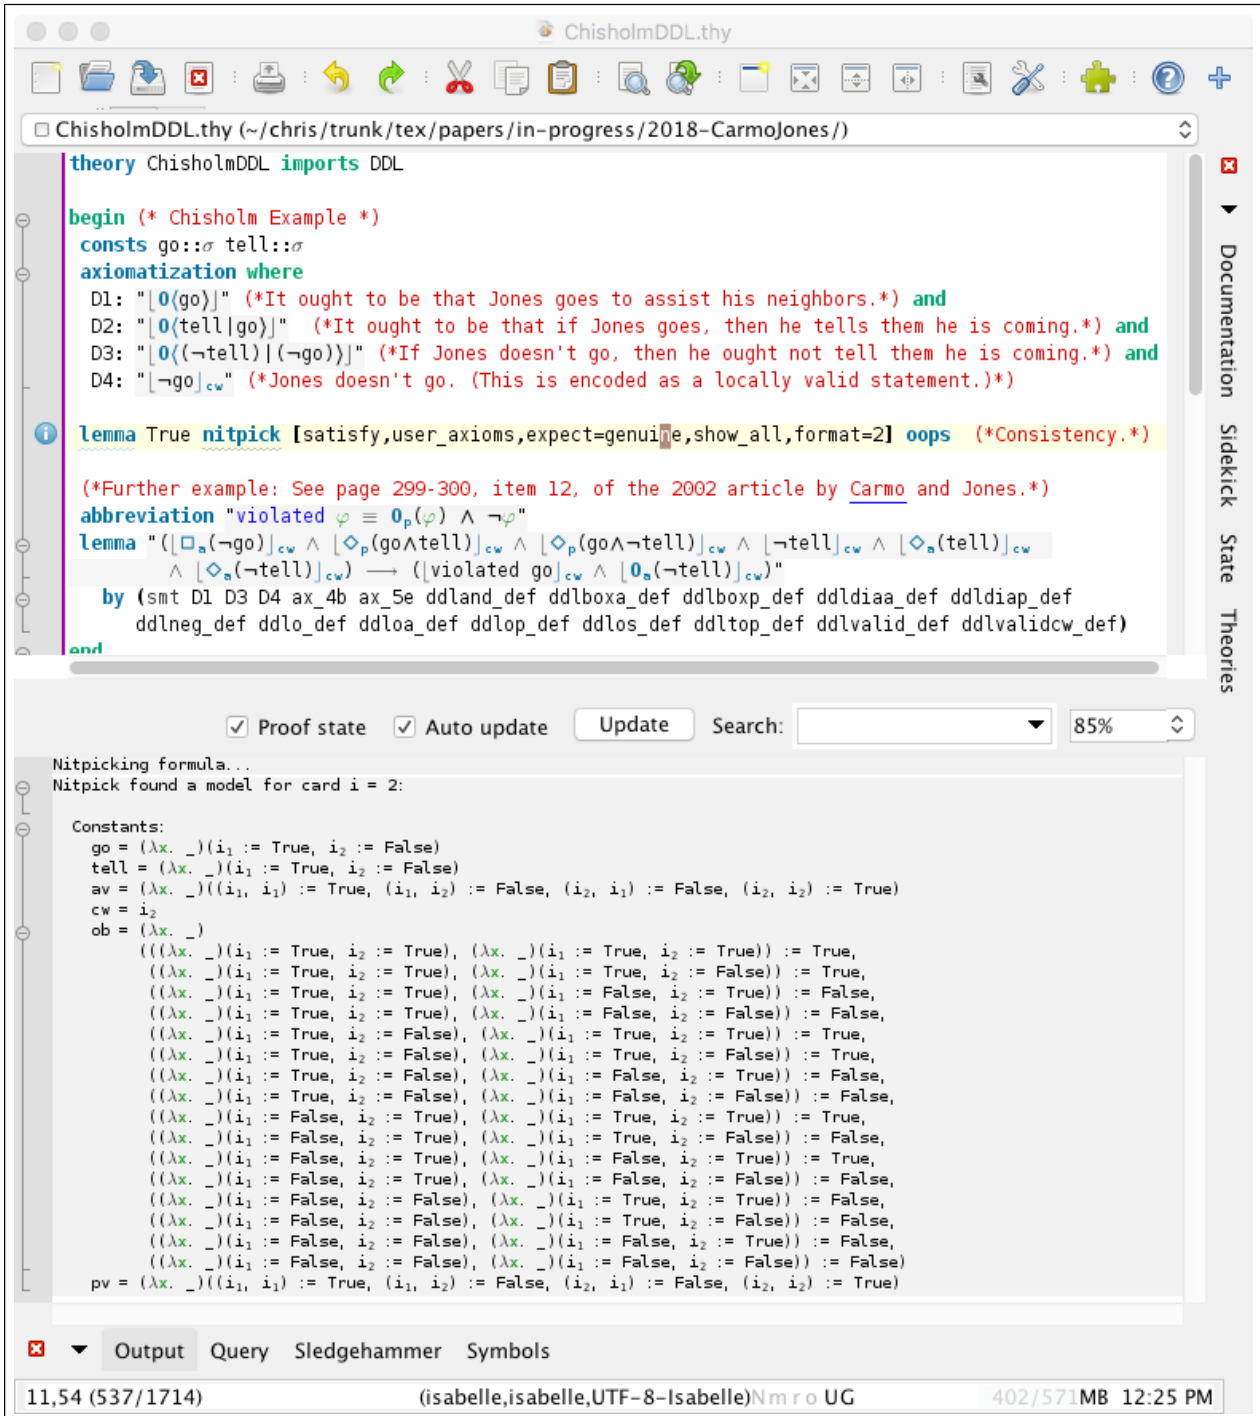 ChisholmDDL.thy
ChisholmDDL.thy (~/chris/trunk/tex/papers/in-progress/2018-CarmoJones/)
theory ChisholmDDL imports DDL
begin (* Chisholm Example *)
consts go::σ tell::σ
axiomatization where
D1: "⌊O⟨go⟩⌋" (*It ought to be that Jones goes to assist his neighbors.*) and
D2: "⌊O⟨tell|go⟩⌋" (*It ought to be that if Jones goes, then he tells them he is coming.*) and
D3: "⌊O⟨(¬tell)|(¬go)⟩⌋" (*If Jones doesn't go, then he ought not tell them he is coming.*) and
D4: "⌊¬go⌋cw" (*Jones doesn't go. (This is encoded as a locally valid statement.)*)
lemma True nitpick [satisfy,user_axioms,expect=genuine,show_all,format=2] oops (*Consistency.*)
(*Further example: See page 299-300, item 12, of the 2002 article by Carmo and Jones.*)
abbreviation "violated φ ≡ Oₚ(φ) ∧ ¬φ"
lemma "(⌊□ₐ(¬go)⌋cw ∧ ⌊◇ₚ(go∧tell)⌋cw ∧ ⌊◇ₚ(go∧¬tell)⌋cw ∧ ⌊¬tell⌋cw ∧ ⌊◇ₐ(tell)⌋cw
∧ ⌊◇ₐ(¬tell)⌋cw) ⟶ (⌊violated go⌋cw ∧ ⌊Oₐ(¬tell)⌋cw)"
by (smt D1 D3 D4 ax_4b ax_5e ddland_def ddlboxa_def ddlboxp_def ddldiaa_def ddldiap_def
ddlneg_def ddlo_def ddloa_def ddlop_def ddlos_def ddltop_def ddlvalid_def ddlvalidcw_def)
end
Documentation
Sidekick
State
Theories
Proof state Auto update Update Search: 85%
Nitpicking formula...
Nitpick found a model for card i = 2:
Constants:
go = (λx. _)(i₁ := True, i₂ := False)
tell = (λx. _)(i₁ := True, i₂ := False)
av = (λx. _)((i₁, i₁) := True, (i₁, i₂) := False, (i₂, i₁) := False, (i₂, i₂) := True)
cw = i₂
ob = (λx. _)
(((λx. _)(i₁ := True, i₂ := True), (λx. _)(i₁ := True, i₂ := True)) := True,
((λx. _)(i₁ := True, i₂ := True), (λx. _)(i₁ := True, i₂ := False)) := True,
((λx. _)(i₁ := True, i₂ := True), (λx. _)(i₁ := False, i₂ := True)) := False,
((λx. _)(i₁ := True, i₂ := True), (λx. _)(i₁ := False, i₂ := False)) := False,
((λx. _)(i₁ := True, i₂ := False), (λx. _)(i₁ := True, i₂ := True)) := True,
((λx. _)(i₁ := True, i₂ := False), (λx. _)(i₁ := True, i₂ := False)) := True,
((λx. _)(i₁ := True, i₂ := False), (λx. _)(i₁ := False, i₂ := True)) := False,
((λx. _)(i₁ := True, i₂ := False), (λx. _)(i₁ := False, i₂ := False)) := False,
((λx. _)(i₁ := False, i₂ := True), (λx. _)(i₁ := True, i₂ := True)) := True,
((λx. _)(i₁ := False, i₂ := True), (λx. _)(i₁ := True, i₂ := False)) := False,
((λx. _)(i₁ := False, i₂ := True), (λx. _)(i₁ := False, i₂ := True)) := True,
((λx. _)(i₁ := False, i₂ := True), (λx. _)(i₁ := False, i₂ := False)) := False,
((λx. _)(i₁ := False, i₂ := False), (λx. _)(i₁ := True, i₂ := True)) := False,
((λx. _)(i₁ := False, i₂ := False), (λx. _)(i₁ := True, i₂ := False)) := False,
((λx. _)(i₁ := False, i₂ := False), (λx. _)(i₁ := False, i₂ := True)) := False,
((λx. _)(i₁ := False, i₂ := False), (λx. _)(i₁ := False, i₂ := False)) := False)
pv = (λx. _)((i₁, i₁) := True, (i₁, i₂) := False, (i₂, i₁) := False, (i₂, i₂) := True)
Output Query Sledgehammer Symbols
11,54 (537/1714) (isabelle,isabelle,UTF-8-Isabelle)N m r o UG 402/571MB 12:25 PM